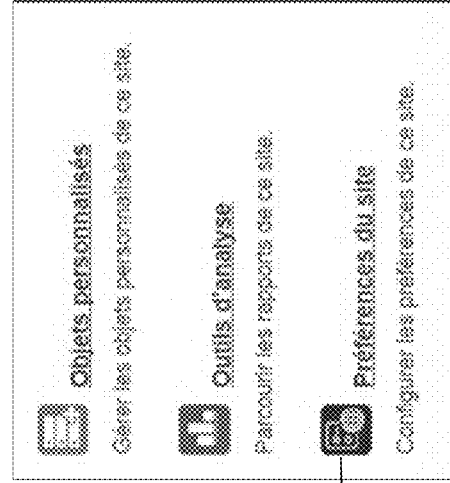 Objets personnalisés
Gérer les objets personnalisés de ce site.
Outils d'analyse
Parcourir les rapports de ce site.
Préférences du site
Configurer les préférences de ce site.